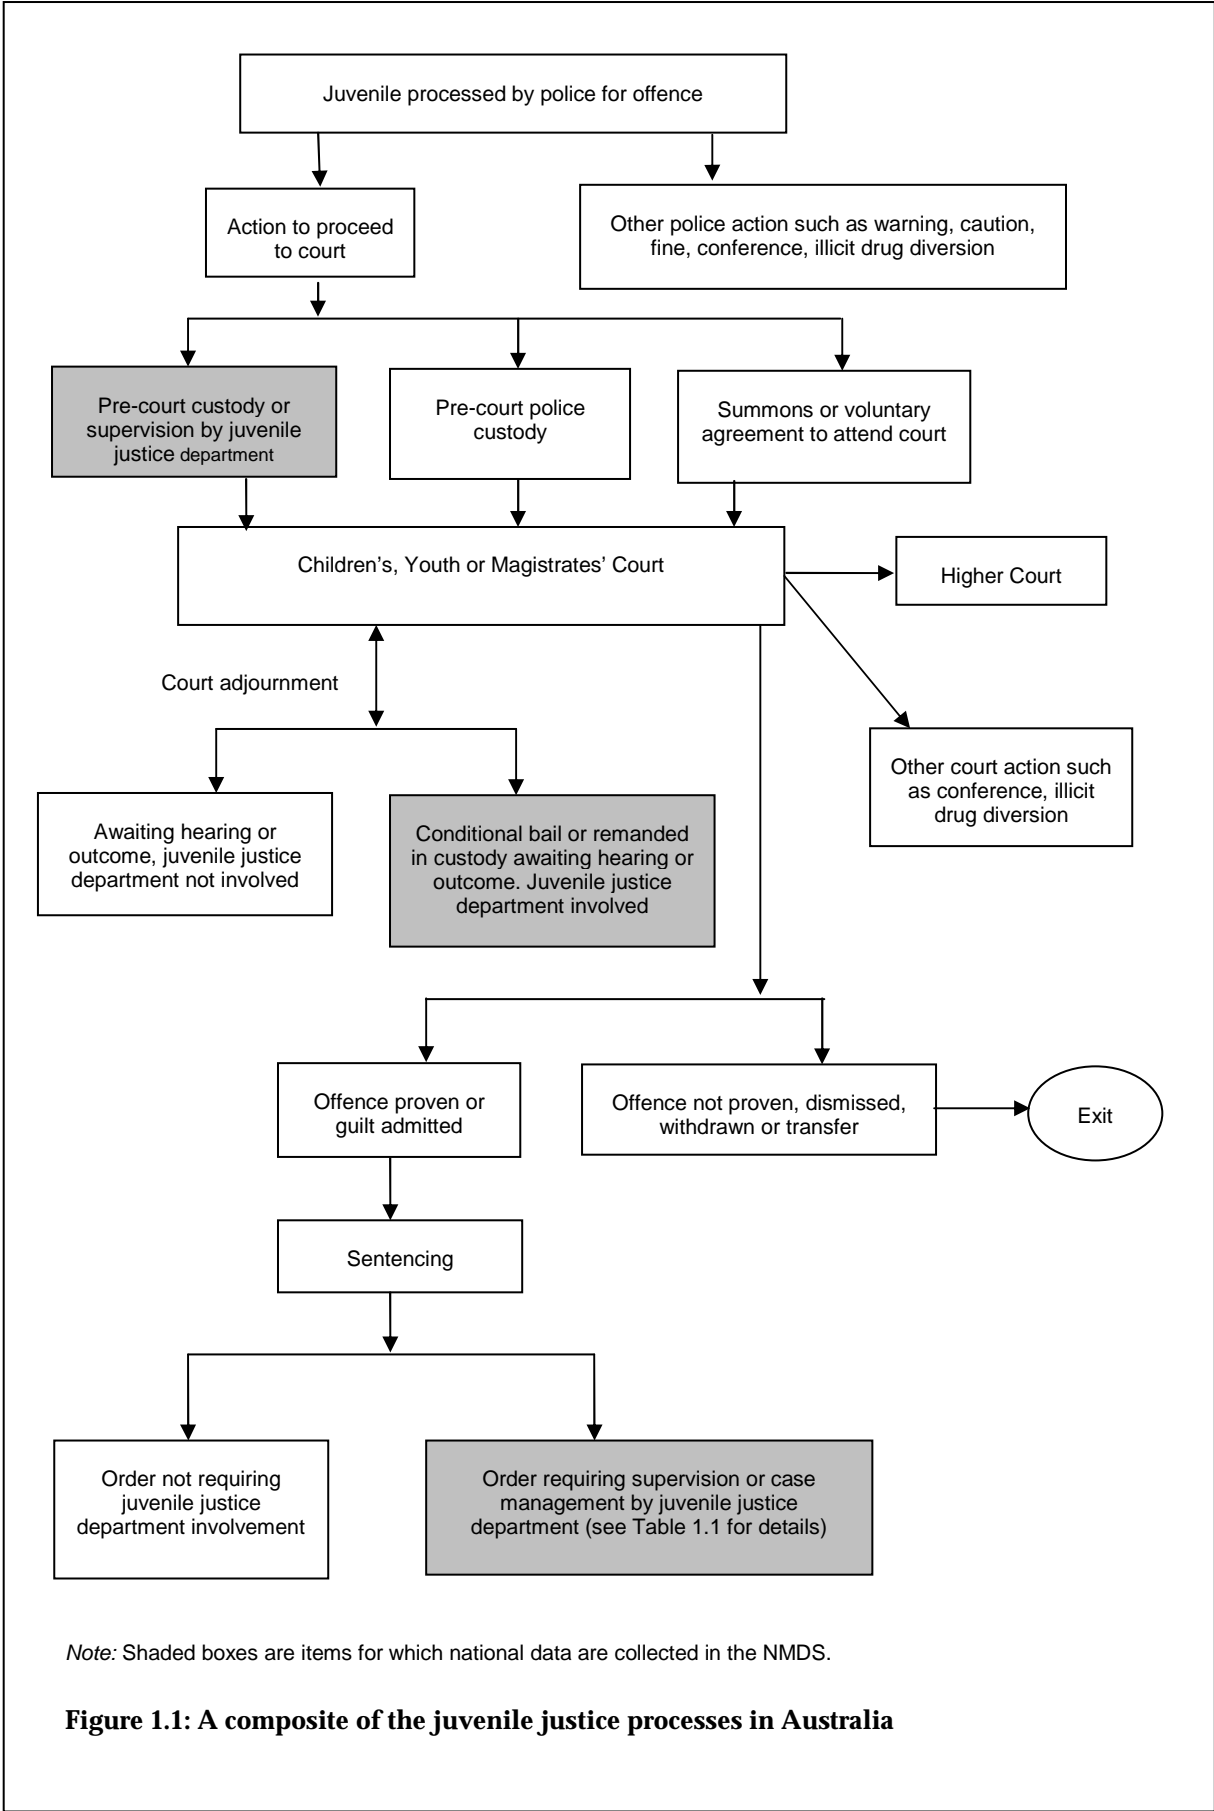 Juvenile processed by police for offence
Action to proceed
to court
Other police action such as warning, caution,
fine, conference, illicit drug diversion
Pre-court custody or
supervision by juvenile
justice department
Pre-court police
custody
Summons or voluntary
agreement to attend court
Children’s, Youth or Magistrates’ Court
Higher Court
Court adjournment
Other court action such
as conference, illicit
drug diversion
Awaiting hearing or
outcome, juvenile justice
department not involved
Conditional bail or remanded
in custody awaiting hearing or
outcome. Juvenile justice
department involved
Offence proven or
guilt admitted
Offence not proven, dismissed,
withdrawn or transfer
Exit
Sentencing
Order not requiring
juvenile justice
department involvement
Order requiring supervision or case
management by juvenile justice
department (see Table 1.1 for details)
Note: Shaded boxes are items for which national data are collected in the NMDS.
Figure 1.1: A composite of the juvenile justice processes in Australia